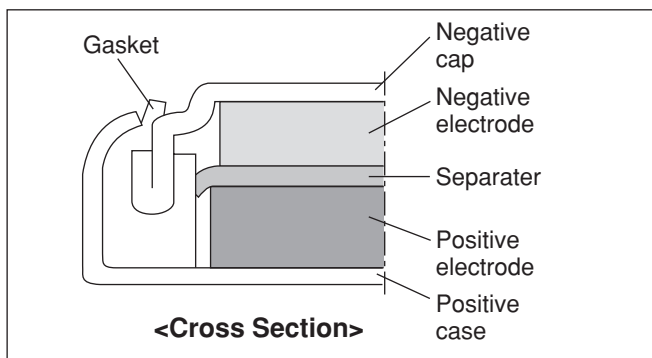 Gasket
Negative
cap
Negative
electrode
Separater
Positive
electrode
Positive
case
<Cross Section>